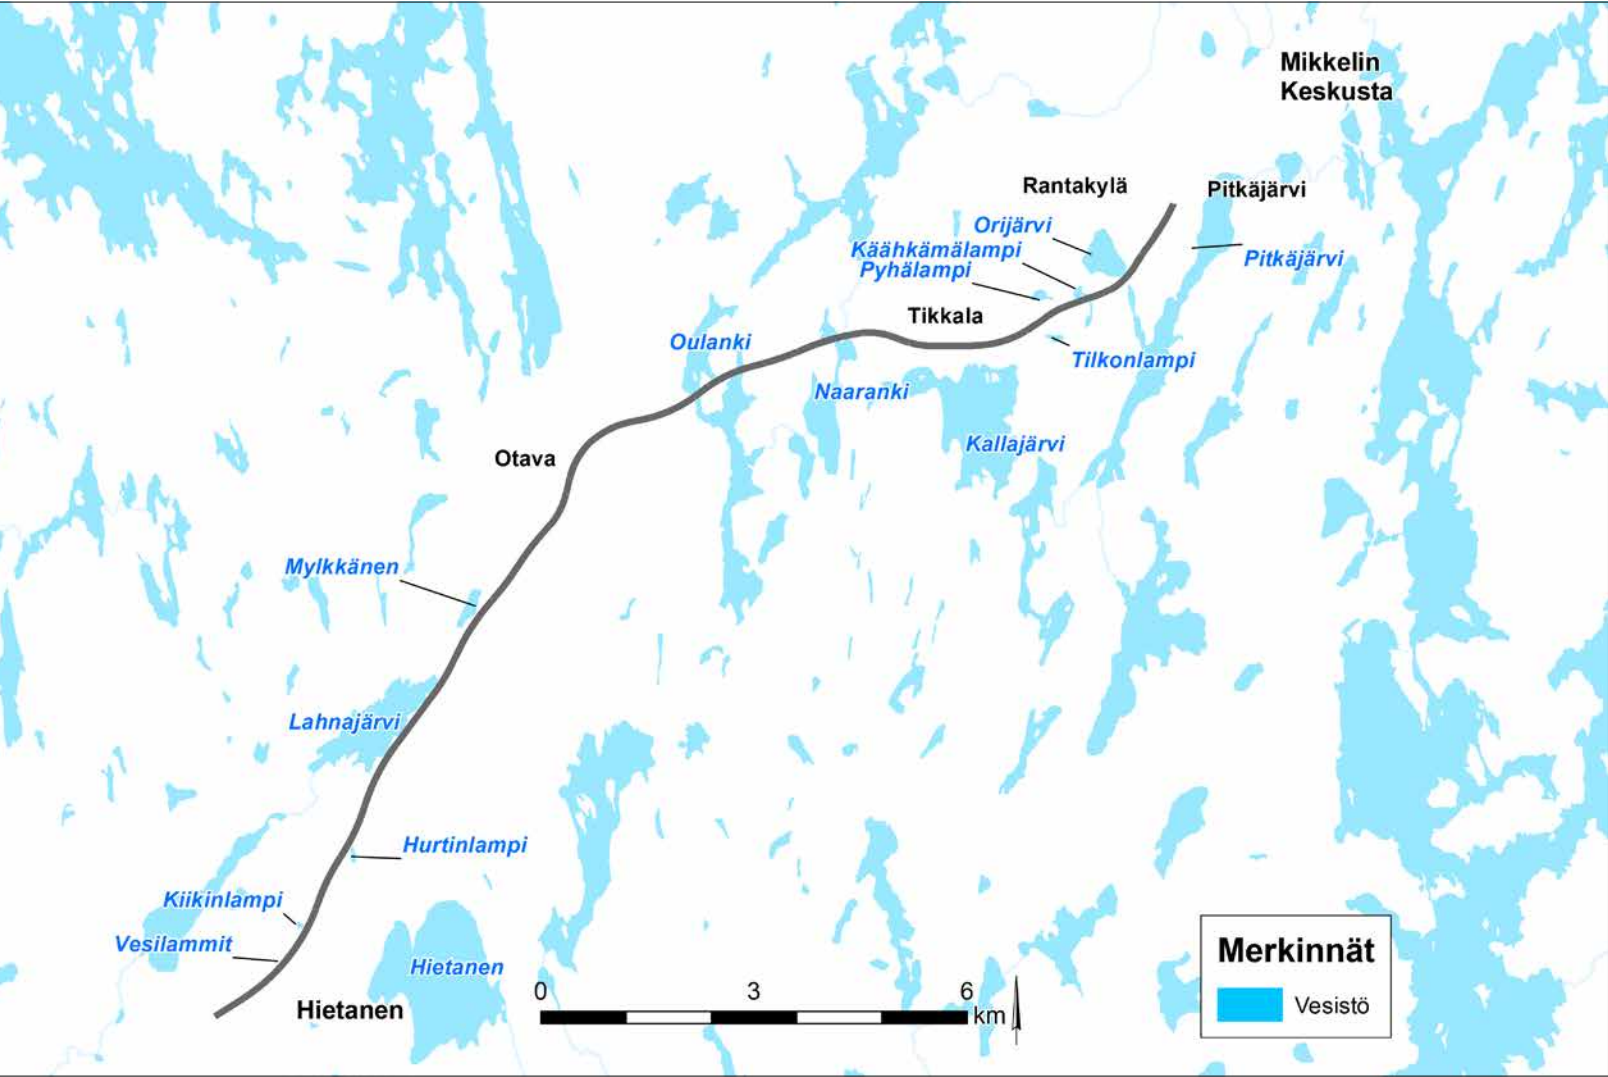 Mikkelin
Keskusta
Rantakylä
Pitkäjärvi
Orijärvi
Käähkämälampi
Pitkäjärvi
Pyhälampi
Tikkala
Oulanki
Tilkonlampi
Naaranki
Kallajärvi
Otava
Mylkkänen
Lahnajärvi
Hurtinlampi
Kiikinlampi
Vesilammit
Hietanen
Hietanen
0 3 6
km
Merkinnät
Vesistö